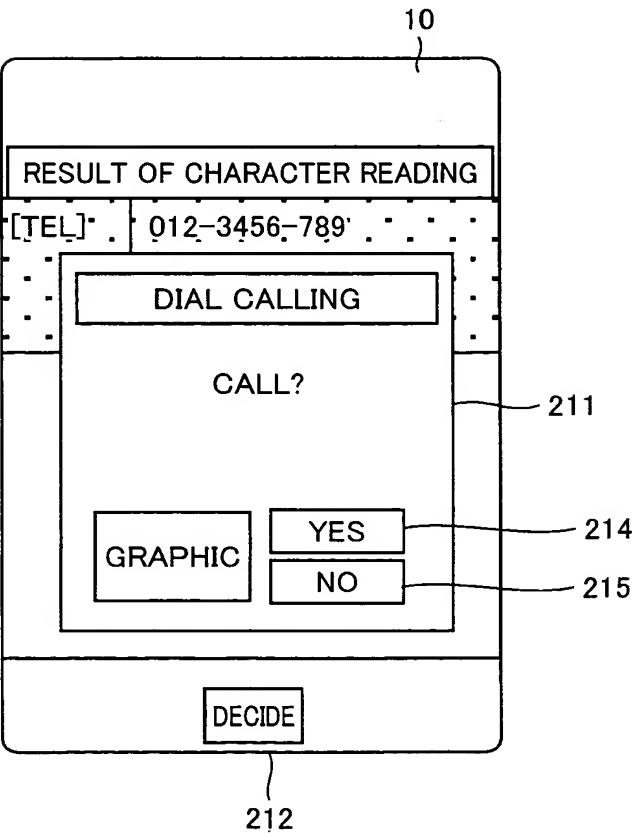 10
RESULT OF CHARACTER READING
[TEL] 012-3456-789
DIAL CALLING
CALL?
211
YES
214
GRAPHIC
NO
215
DECIDE
212